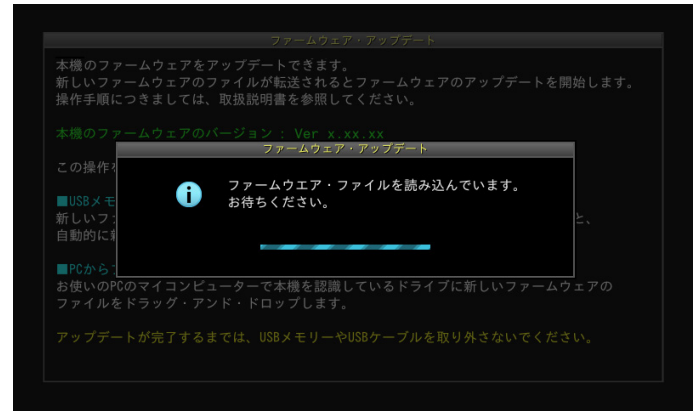 ファームウェア・アップデート
本機のファームウェアをアップデートできます。
新しいファームウェアのファイルが転送されるとファームウェアのアップデートを開始します。
操作手順につきましては、取扱説明書を参照してください。
本機のファームウェアのバージョン : Ver x.xx.xx
ファームウェア・アップデート
この操作
ファームウエア・ファイルを読み込んでいます。
お待ちください。
■USBメモ
新しいフ
と、
自動的に
■PCから
お使いのPCのマイコンピューターで本機を認識しているドライブに新しいファームウェアの
ファイルをドラッグ・アンド・ドロップします。
アップデートが完了するまでは、USBメモリーやUSBケーブルを取り外さないでください。